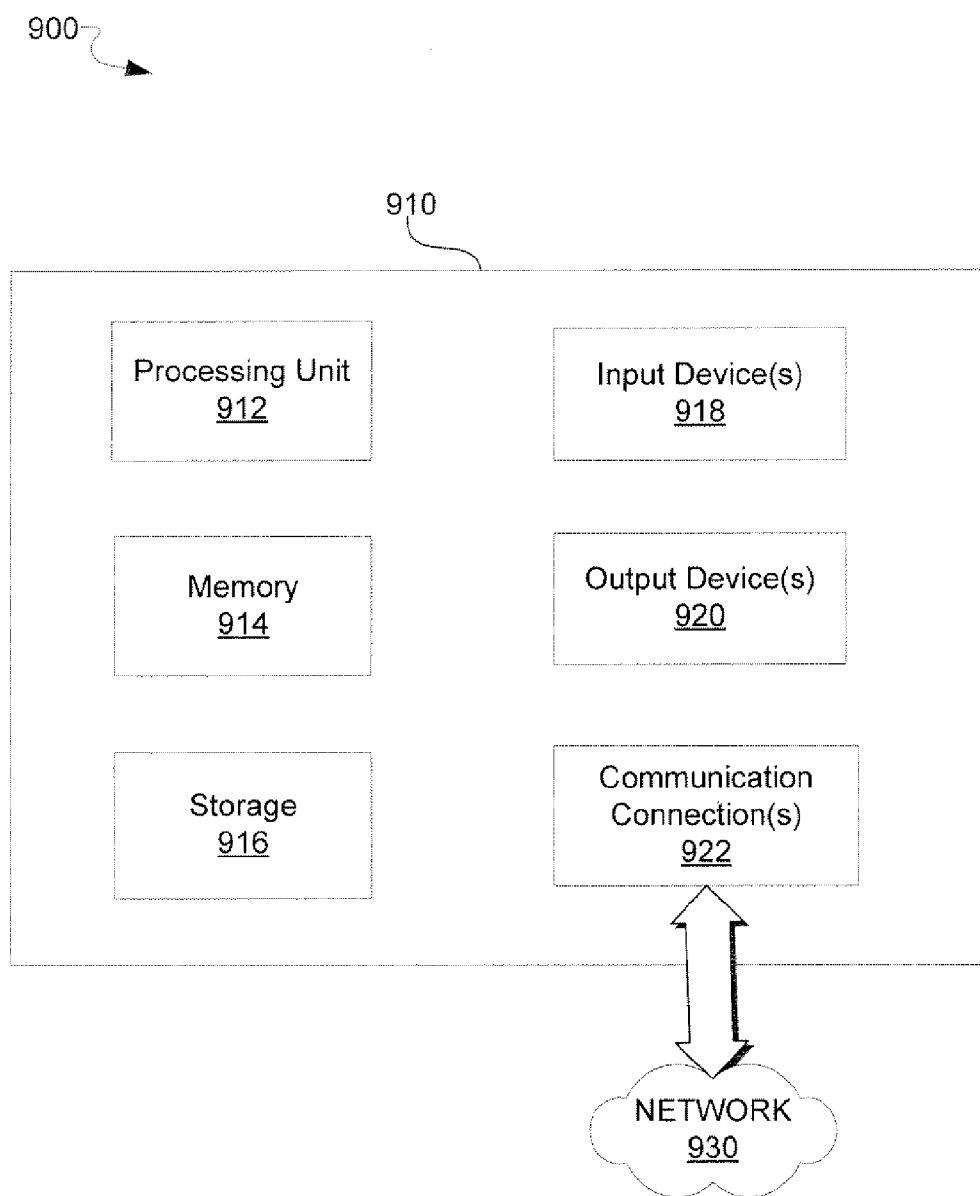 900
910
Processing Unit
912
Input Device(s)
918
Memory
914
Output Device(s)
920
Storage
916
Communication
Connection(s)
922
NETWORK
930